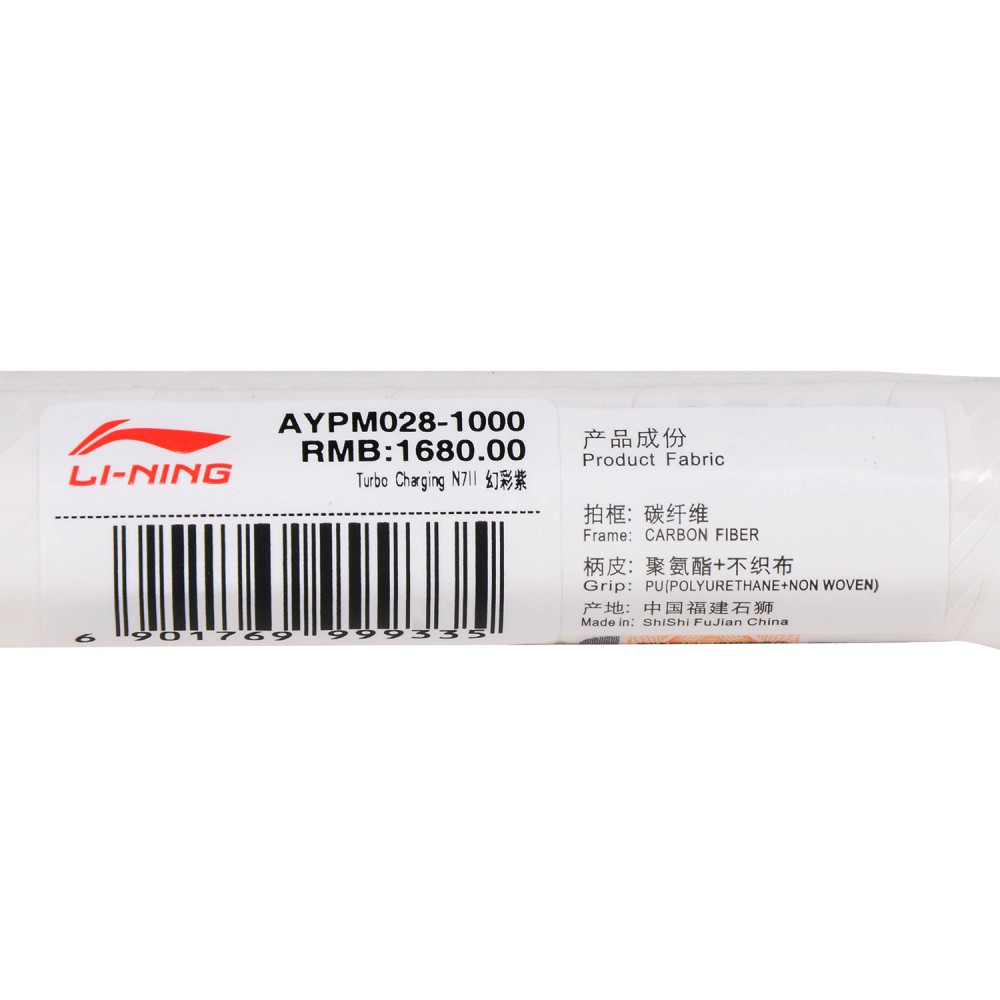 LI-NING
AYPM028-1000
RMB:1680.00
Turbo Charging N7II 幻彩紫
6 901769 999335
产品成份
Product Fabric
拍框: 碳纤维
Frame: CARBON FIBER
柄皮: 聚氨酯+不织布
Grip: PU(POLYURETHANE+NON WOVEN)
产地: 中国福建石狮
Made in: ShiShi FuJian China